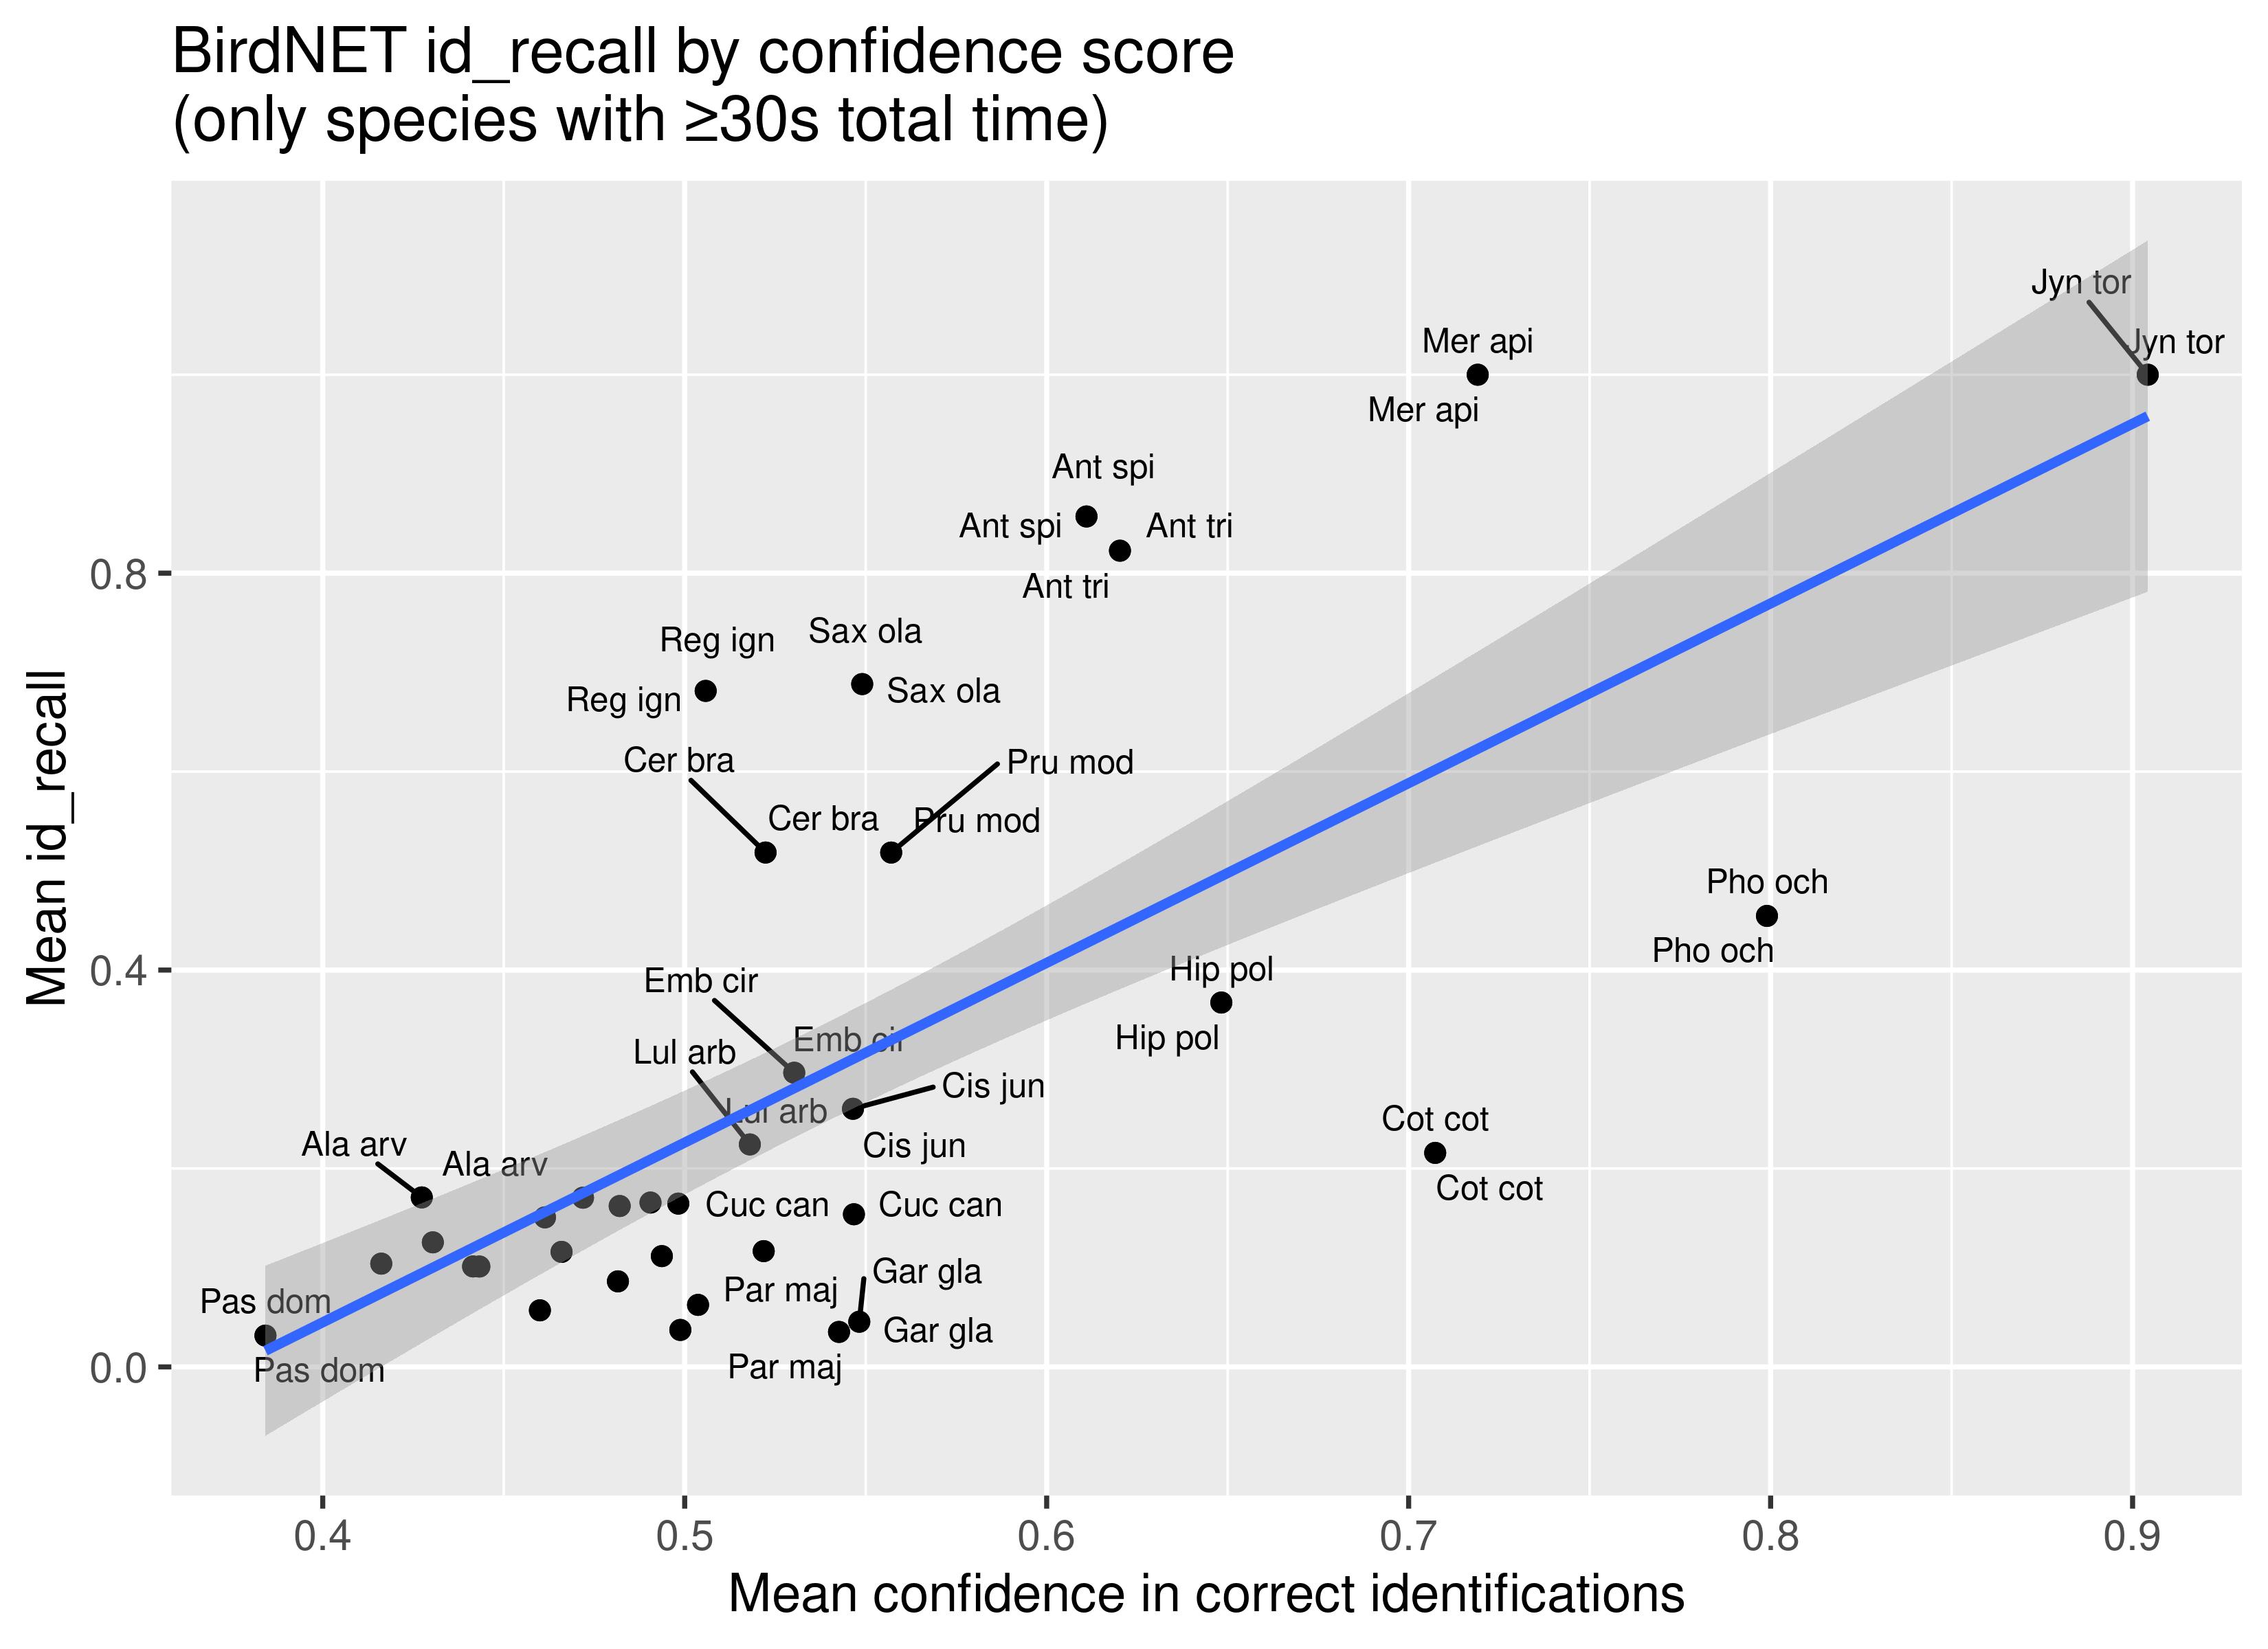 BirdNET id_recall by confidence score
(only species with ≥30s total time)
Jyn tor
Jyn tor
Mer api
Mer api
Ant spi
Ant spi
Ant tri
Ant tri
Reg ign
Sax ola
Reg ign
Sax ola
Cer bra
Pru mod
Cer bra
Pru mod
Pho och
Pho och
Hip pol
Hip pol
Emb cir
Emb cir
Lul arb
Lul arb
Cis jun
Cis jun
Cot cot
Cot cot
Ala arv
Ala arv
Cuc can
Cuc can
Gar gla
Gar gla
Par maj
Par maj
Pas dom
Pas dom
0.8
0.4
0.0
Mean id_recall
0.4
0.5
0.6
0.7
0.8
0.9
Mean confidence in correct identifications